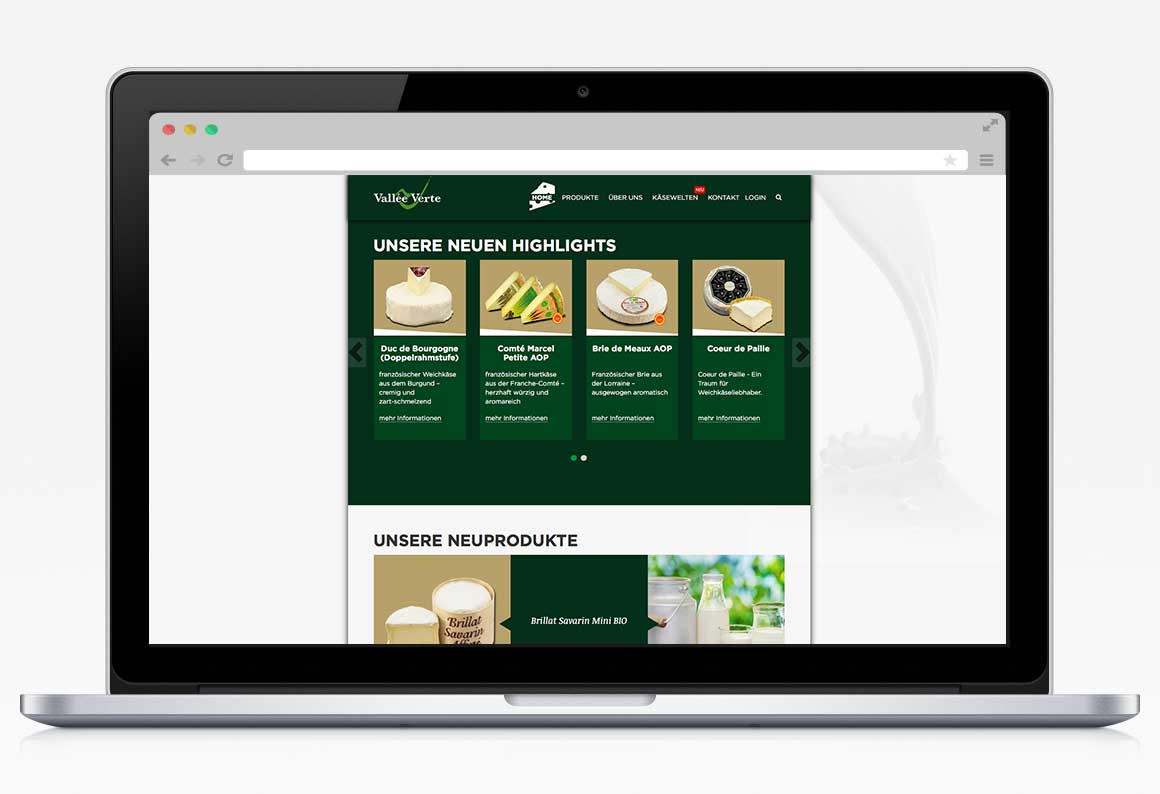 Vallée Verte
HOME PRODUKTE ÜBER UNS KÄSEWELTEN NEU KONTAKT LOGIN
UNSERE NEUEN HIGHLIGHTS
Duc de Bourgogne
(Doppelrahmstufe)
französischer Weichkäse
aus dem Burgund –
cremig und
zart-schmelzend
mehr Informationen
Comté Marcel
Petite AOP
französischer Hartkäse
aus der Franche-Comté –
herzhaft würzig und
aromareich
mehr Informationen
Brie de Meaux AOP
Französischer Brie aus
der Lorraine –
ausgewogen aromatisch
mehr Informationen
Coeur de Paille
Coeur de Paille - Ein
Traum für
Weichkäseliebhaber.
mehr Informationen
UNSERE NEUPRODUKTE
Brillat
Savarin
Affiné
Brillat Savarin Mini BIO